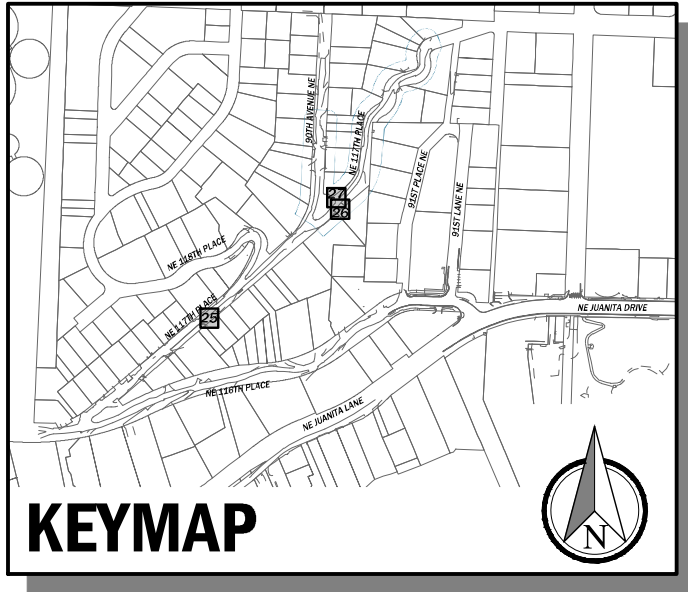 90TH AVENUE NE
NE 117TH PLACE
91ST PLACE NE
91ST LANE NE
27
26
NE 118TH PLACE
NE 117TH PLACE
25
NE JUANITA DRIVE
NE 116TH PLACE
NE JUANITA LANE
KEYMAP
N